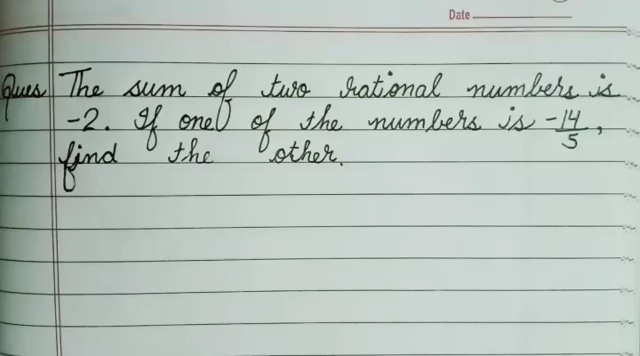 Date
Ques The sum of two rational numbers is
-2. If one of the numbers is -14/5,
find the other.